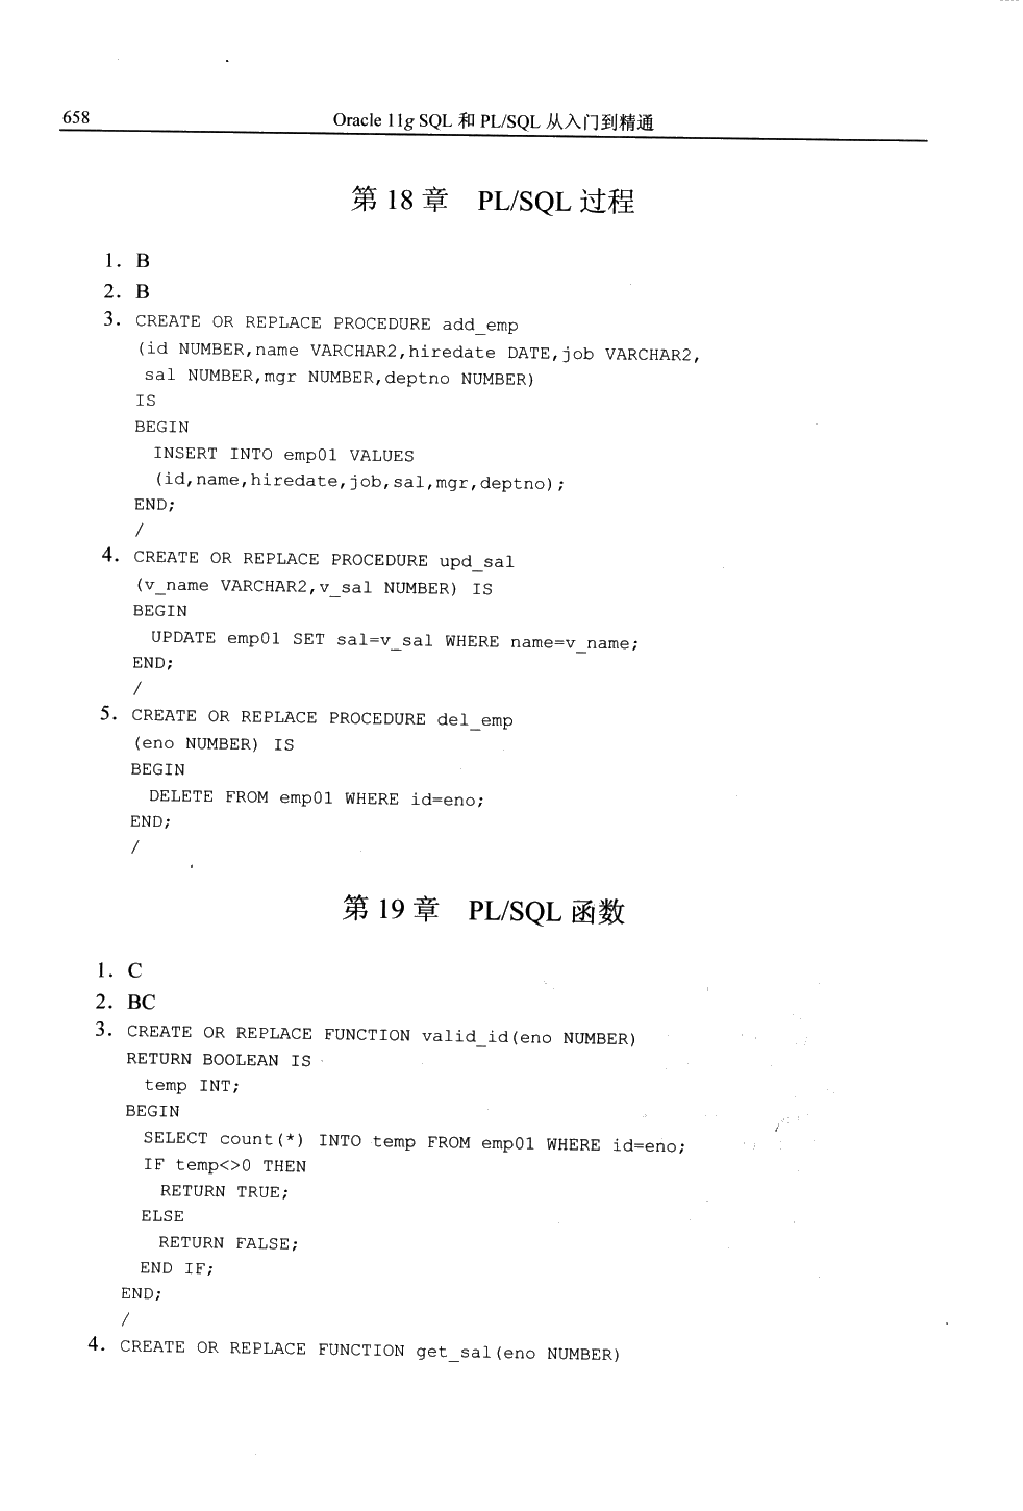 658
Oracle 11g SQL 和 PL/SQL 从入门到精通
第 18 章 PL/SQL 过程
1. B
2. B
3. CREATE OR REPLACE PROCEDURE add_emp
(id NUMBER,name VARCHAR2,hiredate DATE,job VARCHAR2,
sal NUMBER,mgr NUMBER,deptno NUMBER)
IS
BEGIN
INSERT INTO emp01 VALUES
(id,name,hiredate,job,sal,mgr,deptno);
END;
/
4. CREATE OR REPLACE PROCEDURE upd_sal
(v_name VARCHAR2,v_sal NUMBER) IS
BEGIN
UPDATE emp01 SET sal=v_sal WHERE name=v_name;
END;
/
5. CREATE OR REPLACE PROCEDURE del_emp
(eno NUMBER) IS
BEGIN
DELETE FROM emp01 WHERE id=eno;
END;
/
第 19 章 PL/SQL 函数
1. C
2. BC
3. CREATE OR REPLACE FUNCTION valid_id(eno NUMBER)
RETURN BOOLEAN IS
temp INT;
BEGIN
SELECT count(*) INTO temp FROM emp01 WHERE id=eno;
IF temp<>0 THEN
RETURN TRUE;
ELSE
RETURN FALSE;
END IF;
END;
/
4. CREATE OR REPLACE FUNCTION get_sal(eno NUMBER)